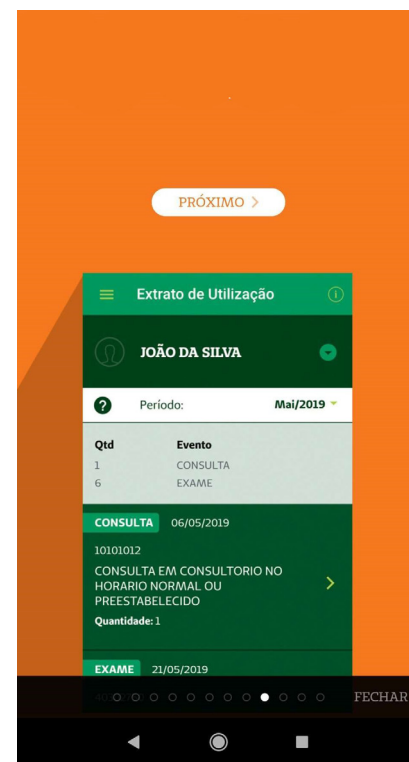 PRÓXIMO >
Extrato de Utilização
JOÃO DA SILVA
? Período: Mai/2019
Qtd Evento
1 CONSULTA
6 EXAME
CONSULTA 06/05/2019
10101012
CONSULTA EM CONSULTORIO NO
HORARIO NORMAL OU
PREESTABELECIDO
Quantidade: 1
EXAME 21/05/2019
FECHAR